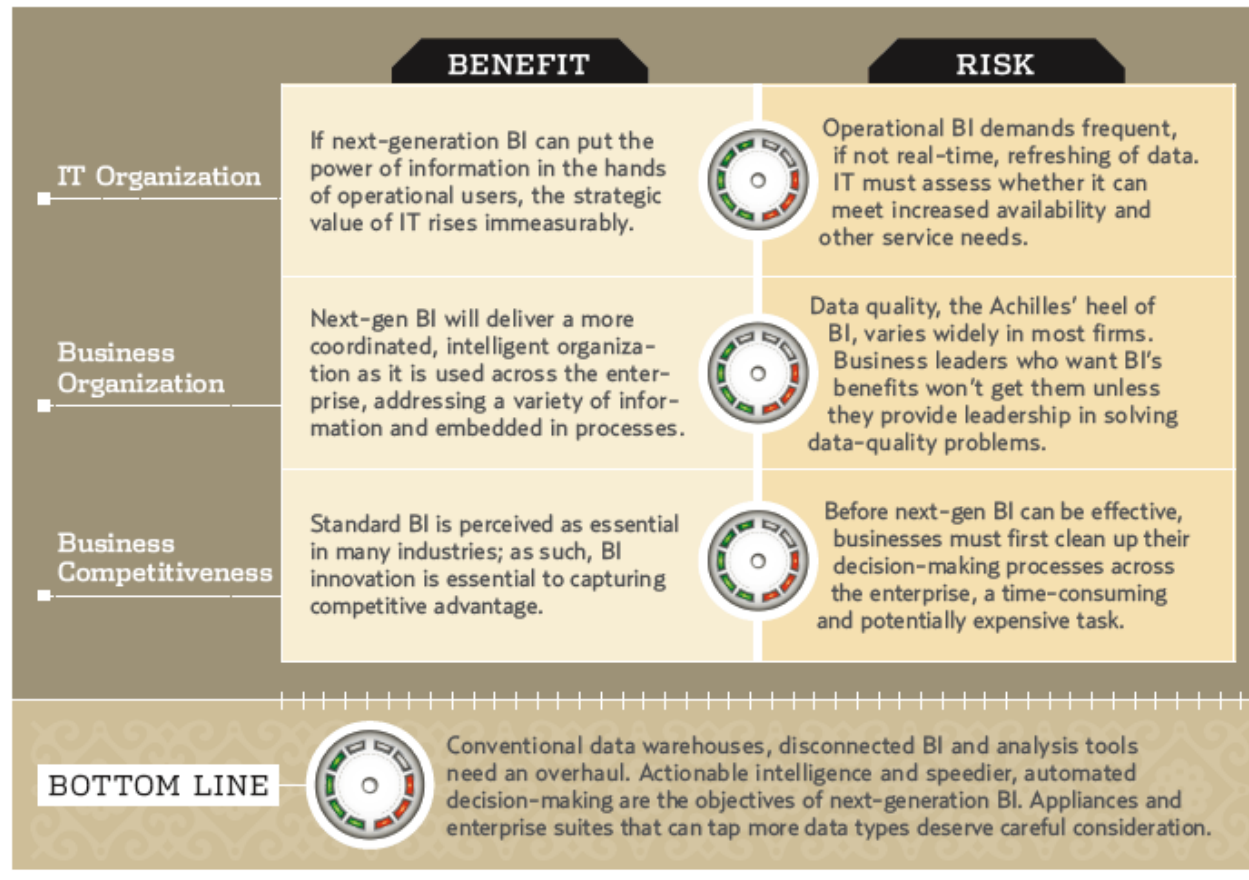 BENEFIT
RISK
IT Organization
If next-generation BI can put the
power of information in the hands
of operational users, the strategic
value of IT rises immeasurably.
Operational BI demands frequent,
if not real-time, refreshing of data.
IT must assess whether it can
meet increased availability and
other service needs.
Business
Organization
Next-gen BI will deliver a more
coordinated, intelligent organiza-
tion as it is used across the enter-
prise, addressing a variety of infor-
mation and embedded in processes.
Data quality, the Achilles’ heel of
BI, varies widely in most firms.
Business leaders who want BI’s
benefits won’t get them unless
they provide leadership in solving
data-quality problems.
Business
Competitiveness
Standard BI is perceived as essential
in many industries; as such, BI
innovation is essential to capturing
competitive advantage.
Before next-gen BI can be effective,
businesses must first clean up their
decision-making processes across
the enterprise, a time-consuming
and potentially expensive task.
BOTTOM LINE
Conventional data warehouses, disconnected BI and analysis tools
need an overhaul. Actionable intelligence and speedier, automated
decision-making are the objectives of next-generation BI. Appliances and
enterprise suites that can tap more data types deserve careful consideration.